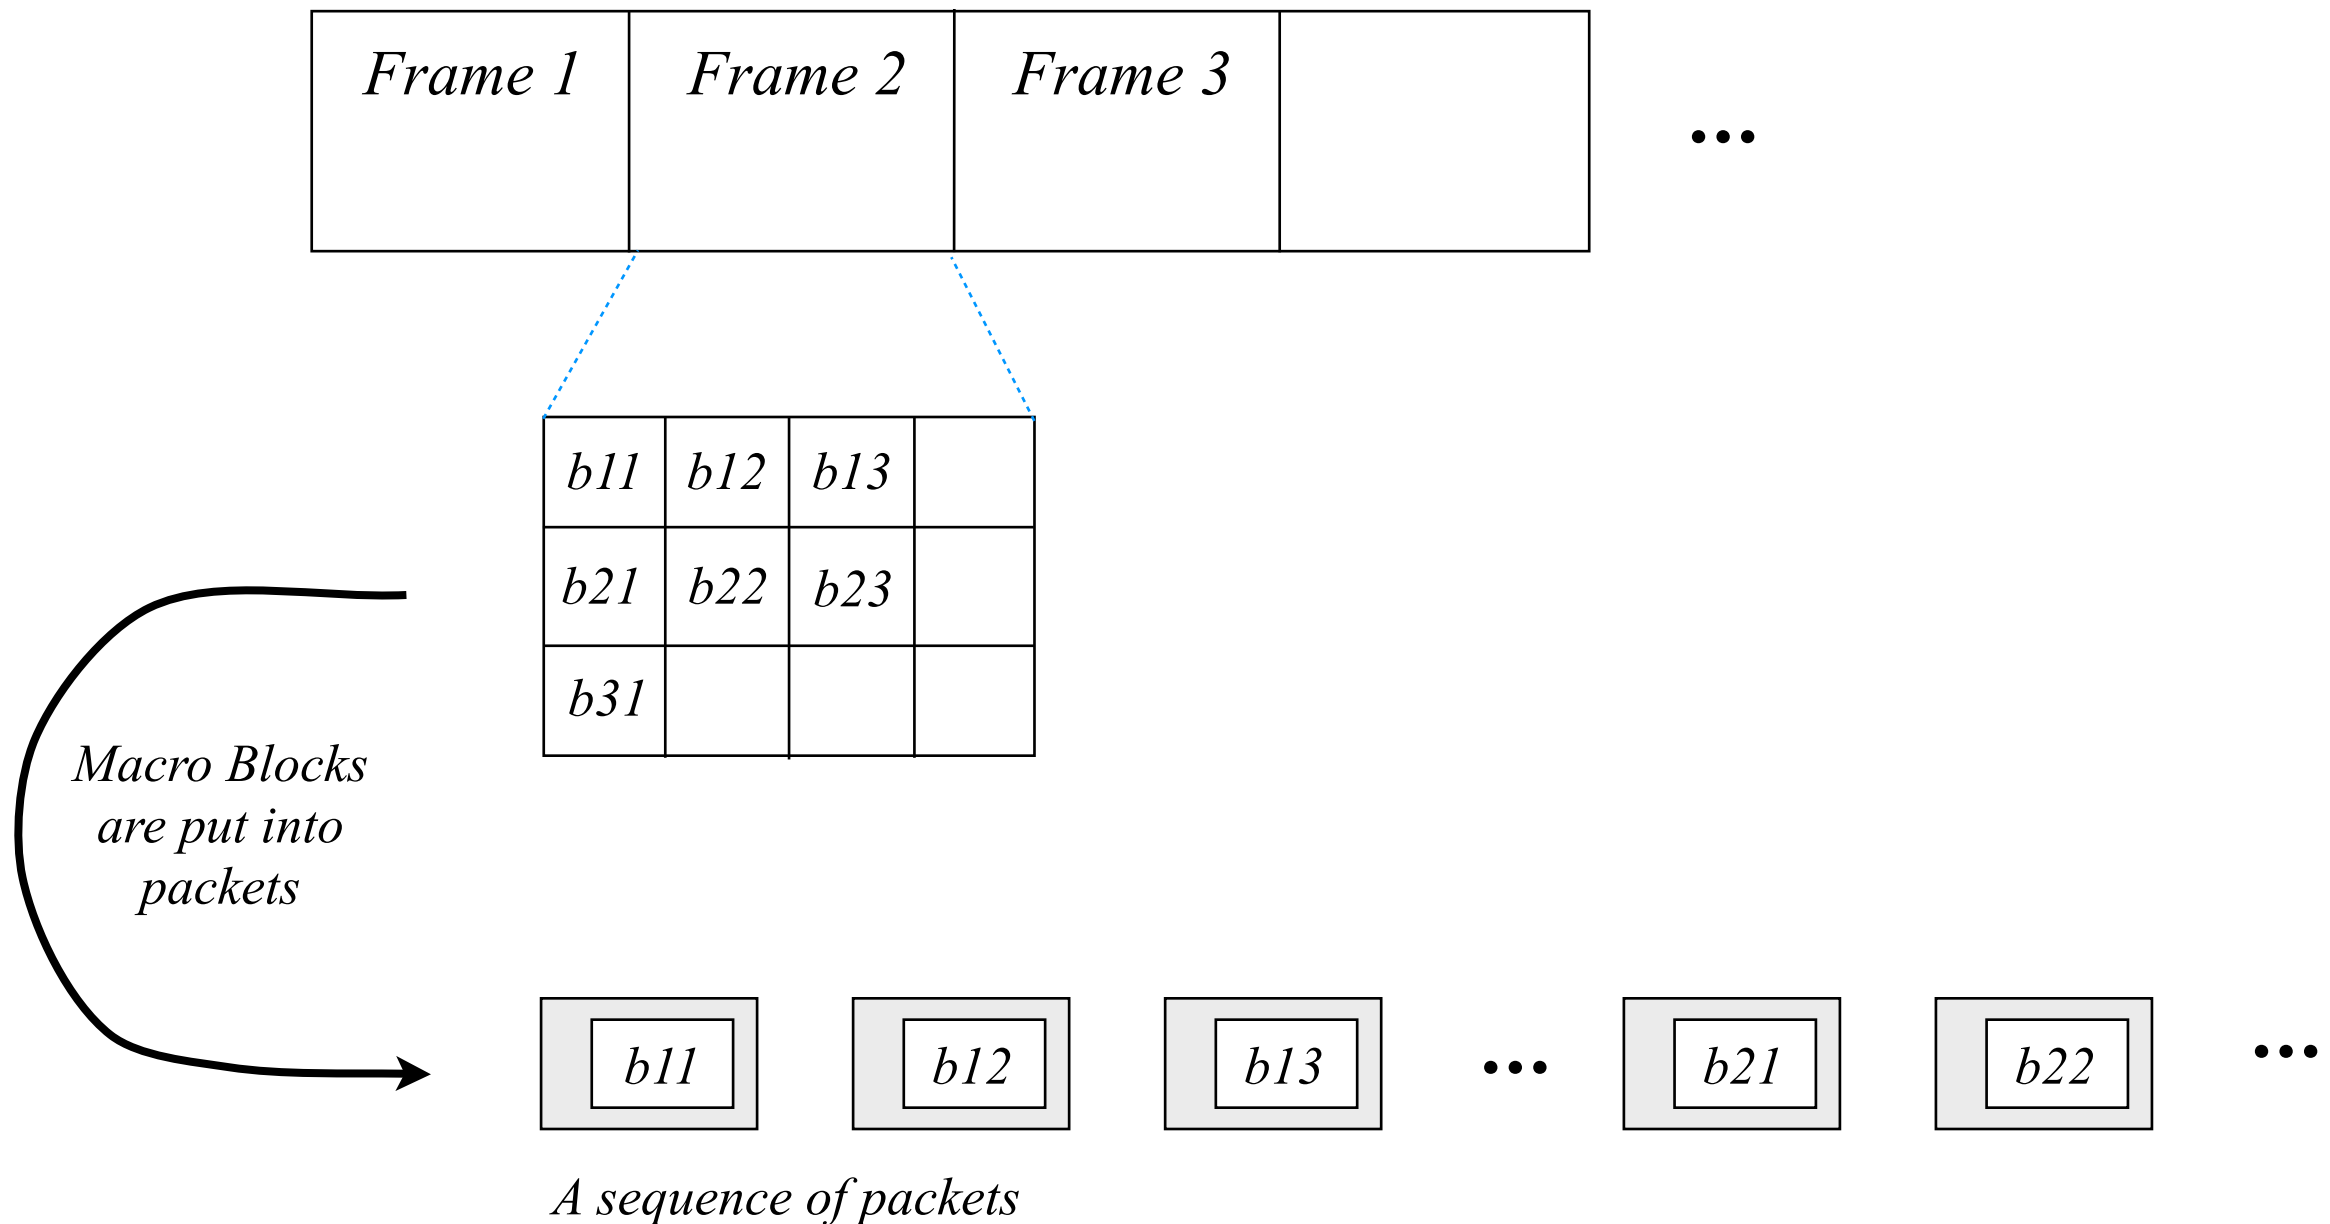 Frame 1 Frame 2 Frame 3 ...
b11 b12 b13
b21 b22 b23
b31
Macro Blocks
are put into
packets
b11 b12 b13 ... b21 b22 ...
A sequence of packets